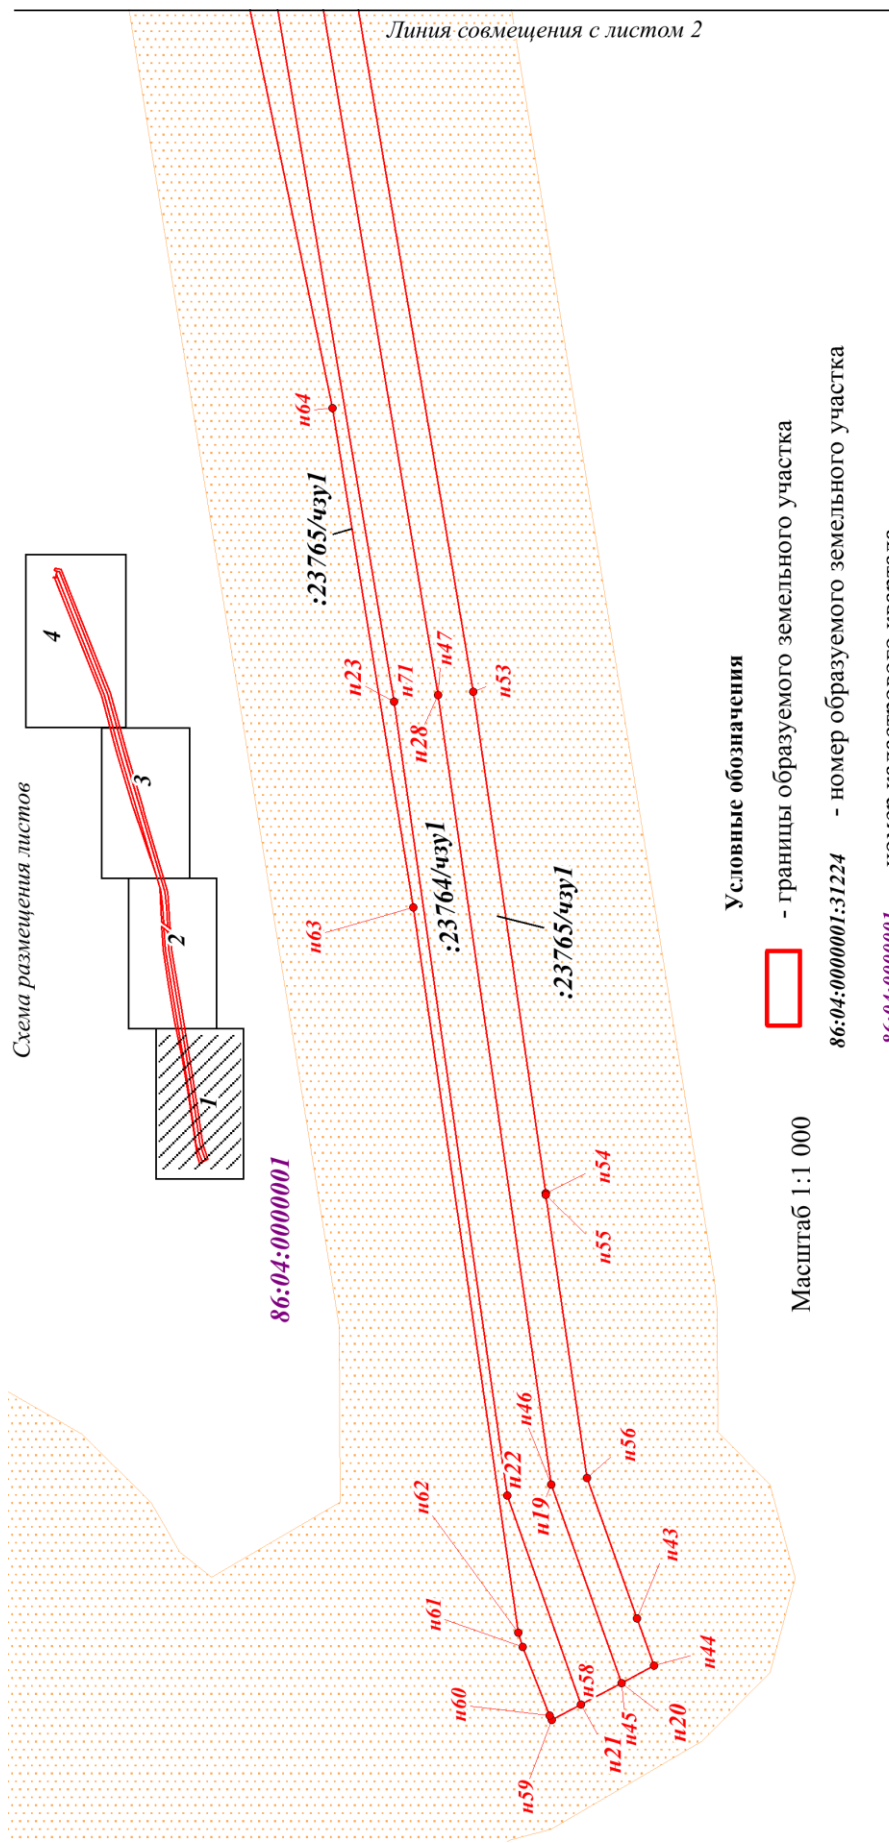 Линия совмещения с листом 2
Схема размещения листов
1
2
3
4
86:04:0000001
н64
:23765/чзу1
н23
н71
н47
н28
н53
н63
:23764/чзу1
:23765/чзу1
н54
н55
н46
н22
н19
н56
н62
н61
н43
н60
н58
н44
н59
н21
н45
н20
Условные обозначения
- границы образуемого земельного участка
86:04:0000001:31224 - номер образуемого земельного участка
86:04:0000001
Масштаб 1:1 000